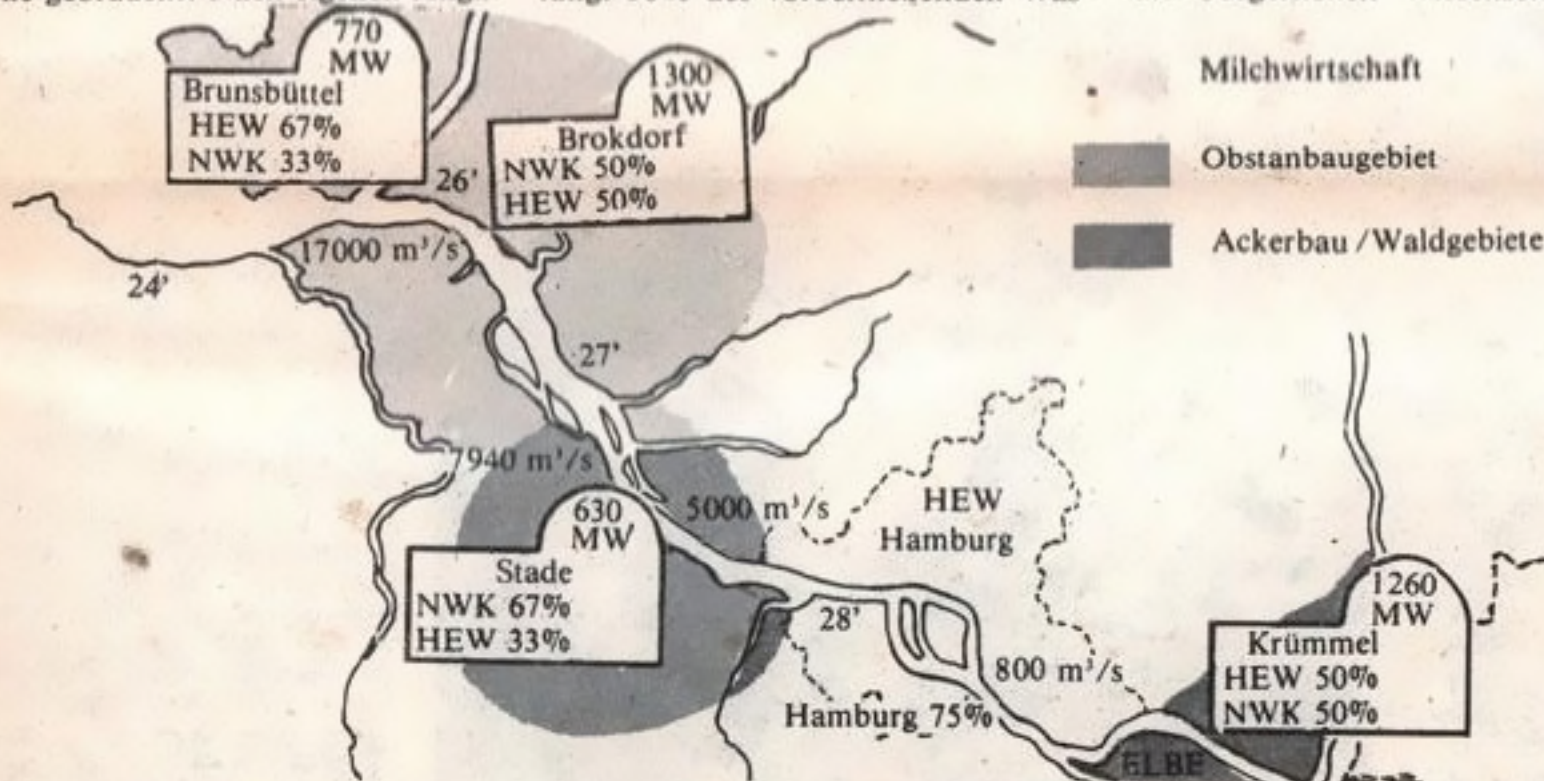 770
MW
Brunsbüttel
HEW 67%
NWK 33%
1300
MW
Brokdorf
NWK 50%
HEW 50%
Milchwirtschaft
Obstanbaugebiet
Ackerbau / Waldgebiete
26'
17000 m³/s
24'
27'
7940 m³/s
5000 m³/s
630
MW
Stade
NWK 67%
HEW 33%
HEW
Hamburg
28'
800 m³/s
Hamburg 75%
1260
MW
Krümmel
HEW 50%
NWK 50%
ELBE